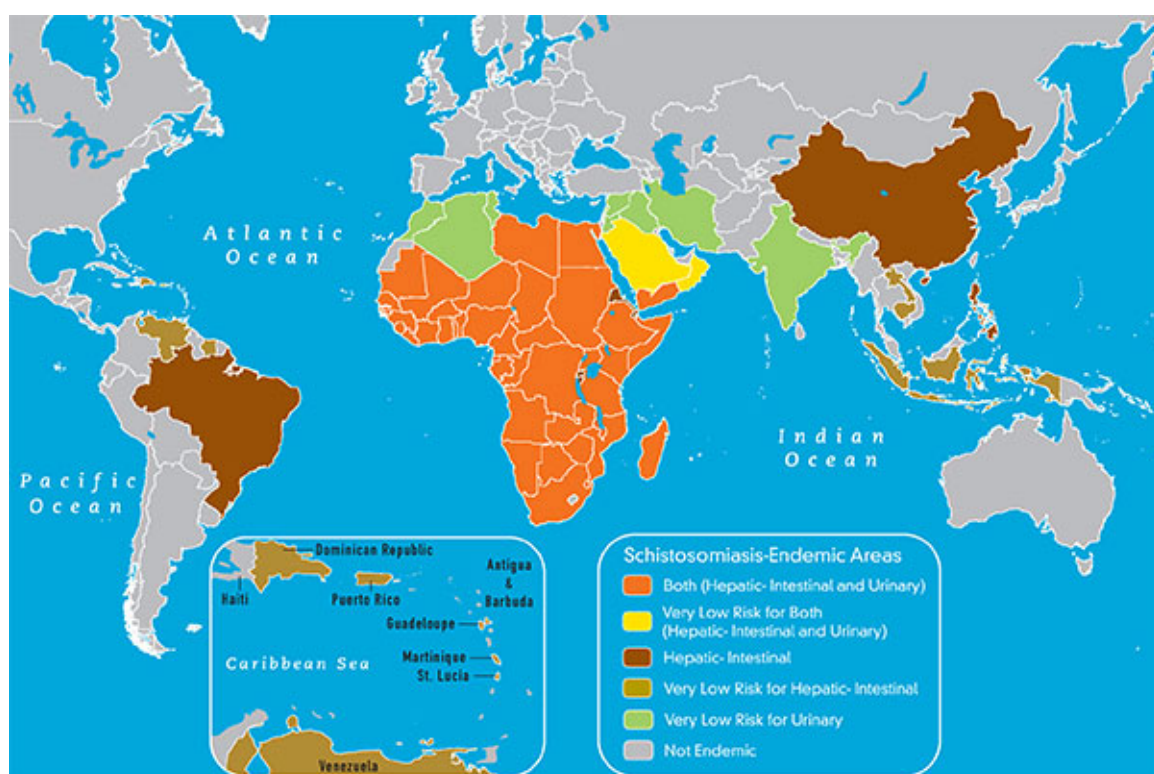 Atlantic
Ocean
Pacific
Ocean
Indian
Ocean
Dominican Republic
Haiti
Puerto Rico
Antigua
&
Barbuda
Guadeloupe
Martinique
St. Lucia
Caribbean Sea
Venezuela
Schistosomiasis-Endemic Areas
Both (Hepatic- Intestinal and Urinary)
Very Low Risk for Both
(Hepatic- Intestinal and Urinary)
Hepatic- Intestinal
Very Low Risk for Hepatic- Intestinal
Very Low Risk for Urinary
Not Endemic